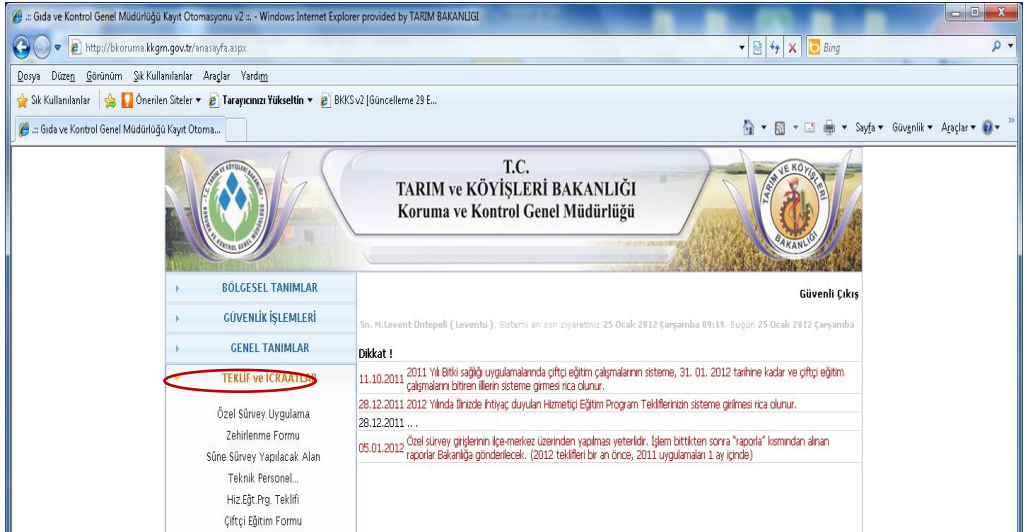 .:: Gıda ve Kontrol Genel Müdürlüğü Kayıt Otomasyonu v2 ::. - Windows Internet Explorer provided by TARIM BAKANLIGI
http://bkoruma.kkgm.gov.tr/anasayfa.aspx
Bing
Dosya Düzen Görünüm Sık Kullanılanlar Araçlar Yardım
Sık Kullanılanlar Önerilen Siteler Tarayıcınızı Yükseltin BKKS v2 [Güncelleme 29 E...
.:: Gıda ve Kontrol Genel Müdürlüğü Kayıt Otoma...
Sayfa Güvenlik Araçlar
T.C.
TARIM ve KÖYİŞLERİ BAKANLIĞI
Koruma ve Kontrol Genel Müdürlüğü
TARIM VE KÖYİŞLERİ BAKANLIĞI
BÖLGESEL TANIMLAR
GÜVENLİK İŞLEMLERİ
GENEL TANIMLAR
TEKLİF ve İCRAATLAR
Özel Sürvey Uygulama
Zehirlenme Formu
Süne Sürvey Yapılacak Alan
Teknik Personel...
Hiz.Eğt.Prg. Teklifi
Çiftçi Eğitim Formu
Güvenli Çıkış
Sn. M.Levent Öntepeli ( Levento ), Sistemi en son ziyaretiniz 25 Ocak 2012 Çarşamba 09:19. Bugün 25 Ocak 2012 Çarşamba
Dikkat !
11.10.2011 2011 Yılı Bitki sağlığı uygulamalarında çiftçi eğitim çalışmalarının sisteme, 31. 01. 2012 tarihine kadar ve çiftçi eğitim
çalışmalarını bitiren illerin sisteme girmesi rica olunur.
28.12.2011 2012 Yılında İlinizde ihtiyaç duyulan Hizmetiçi Eğitim Program Tekliflerinizin sisteme girilmesi rica olunur.
28.12.2011 .. .
05.01.2012 Özel sürvey girişlerinin ilçe-merkez üzerinden yapılması yeterlidir. İşlem bittikten sonra "raporla" kısmından alınan
raporlar Bakanlığa gönderilecek. (2012 teklifleri bir an önce, 2011 uygulamaları 1 ay içinde)